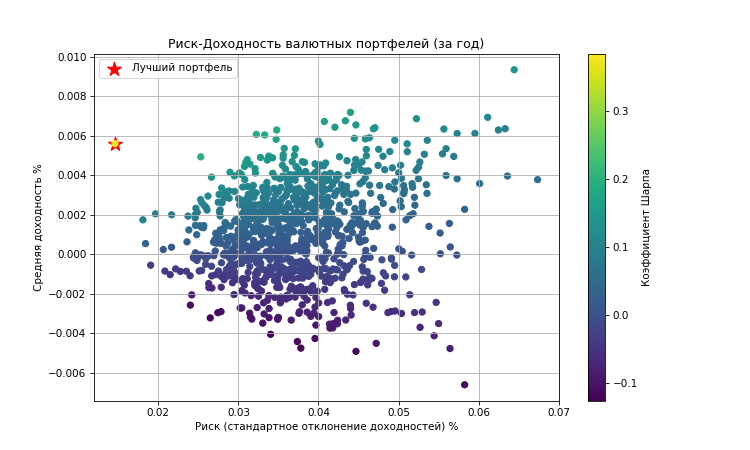 Риск-Доходность валютных портфелей (за год)
Лучший портфель
0.010
0.008
0.006
0.004
0.002
0.000
−0.002
−0.004
−0.006
Средняя доходность %
0.02 0.03 0.04 0.05 0.06 0.07
Риск (стандартное отклонение доходностей) %
0.3
0.2
0.1
0.0
−0.1
Коэффициент Шарпа